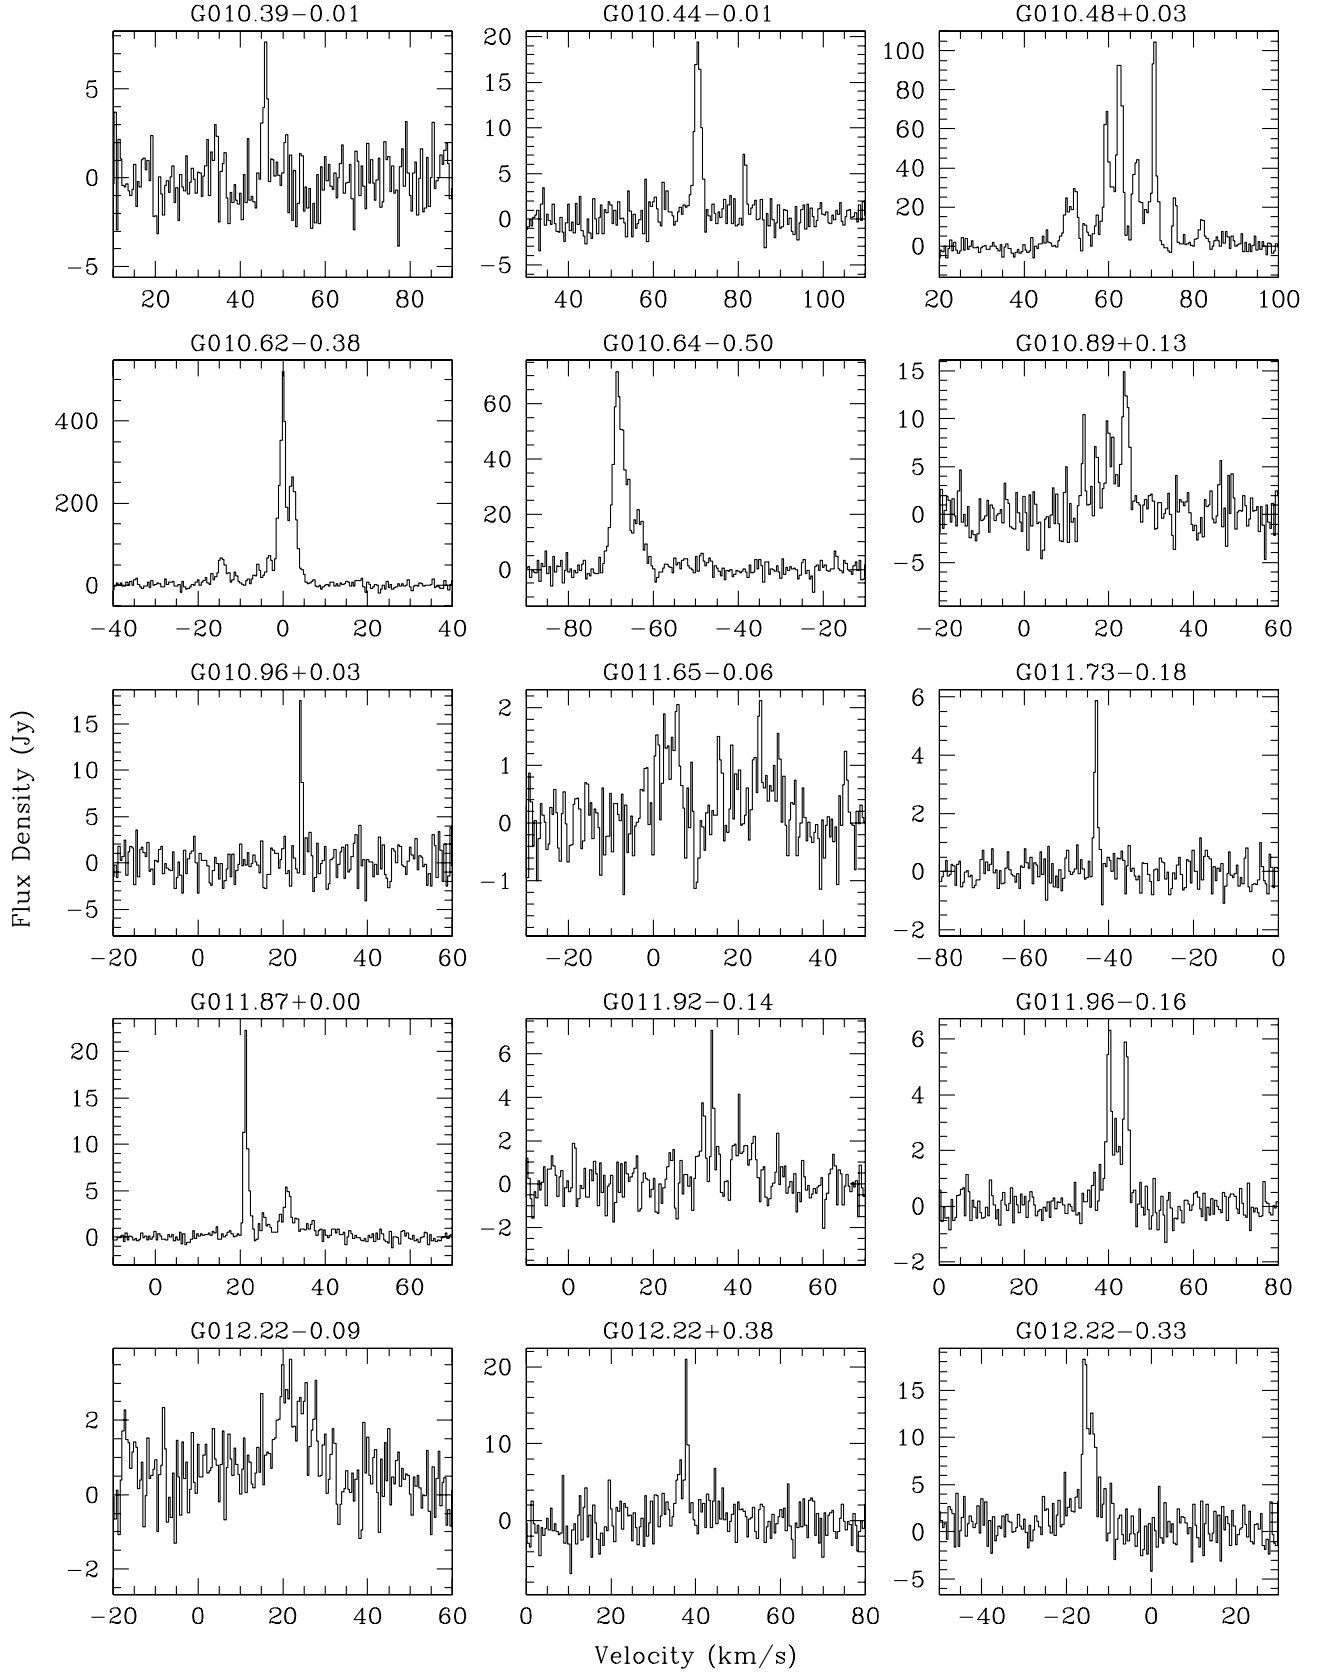 G010.39−0.01 G010.44−0.01 G010.48+0.03
5 0 −5
20 40 60 80
20 15 10 5 0 −5
40 60 80 100
100 80 60 40 20 0
20 40 60 80 100
G010.62−0.38 G010.64−0.50 G010.89+0.13
400 200 0
−40 −20 0 20 40
60 40 20 0
−80 −60 −40 −20
15 10 5 0 −5
−20 0 20 40 60
G010.96+0.03 G011.65−0.06 G011.73−0.18
15 10 5 0 −5
−20 0 20 40 60
2 1 0 −1
−20 0 20 40
6 4 2 0 −2
−80 −60 −40 −20 0
Flux Density (Jy)
G011.87+0.00 G011.92−0.14 G011.96−0.16
20 15 10 5 0
0 20 40 60
6 4 2 0 −2
0 20 40 60
6 4 2 0 −2
0 20 40 60 80
G012.22−0.09 G012.22+0.38 G012.22−0.33
2 0 −2
−20 0 20 40 60
20 10 0
0 20 40 60 80
15 10 5 0 −5
−40 −20 0 20
Velocity (km/s)